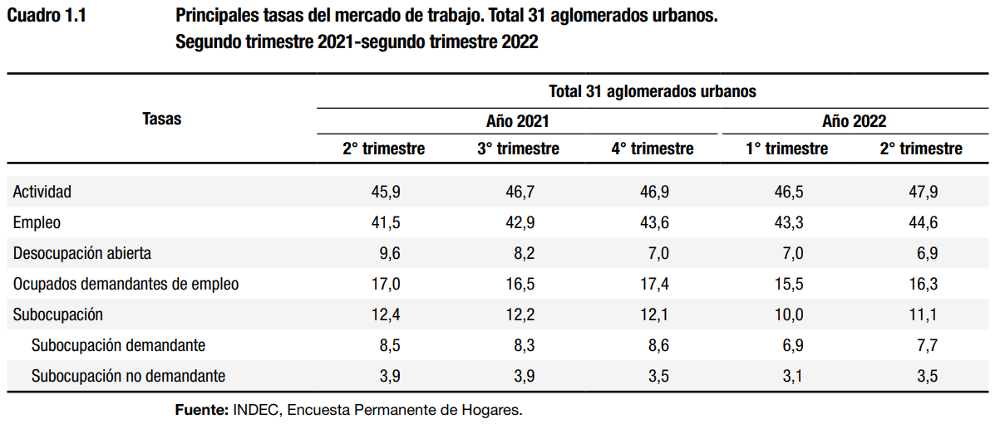 Cuadro 1.1 Principales tasas del mercado de trabajo. Total 31 aglomerados urbanos.
Segundo trimestre 2021-segundo trimestre 2022
Total 31 aglomerados urbanos
Tasas
Año 2021 Año 2022
2° trimestre 3° trimestre 4° trimestre 1° trimestre 2° trimestre
Actividad 45,9 46,7 46,9 46,5 47,9
Empleo 41,5 42,9 43,6 43,3 44,6
Desocupación abierta 9,6 8,2 7,0 7,0 6,9
Ocupados demandantes de empleo 17,0 16,5 17,4 15,5 16,3
Subocupación 12,4 12,2 12,1 10,0 11,1
Subocupación demandante 8,5 8,3 8,6 6,9 7,7
Subocupación no demandante 3,9 3,9 3,5 3,1 3,5
Fuente: INDEC, Encuesta Permanente de Hogares.